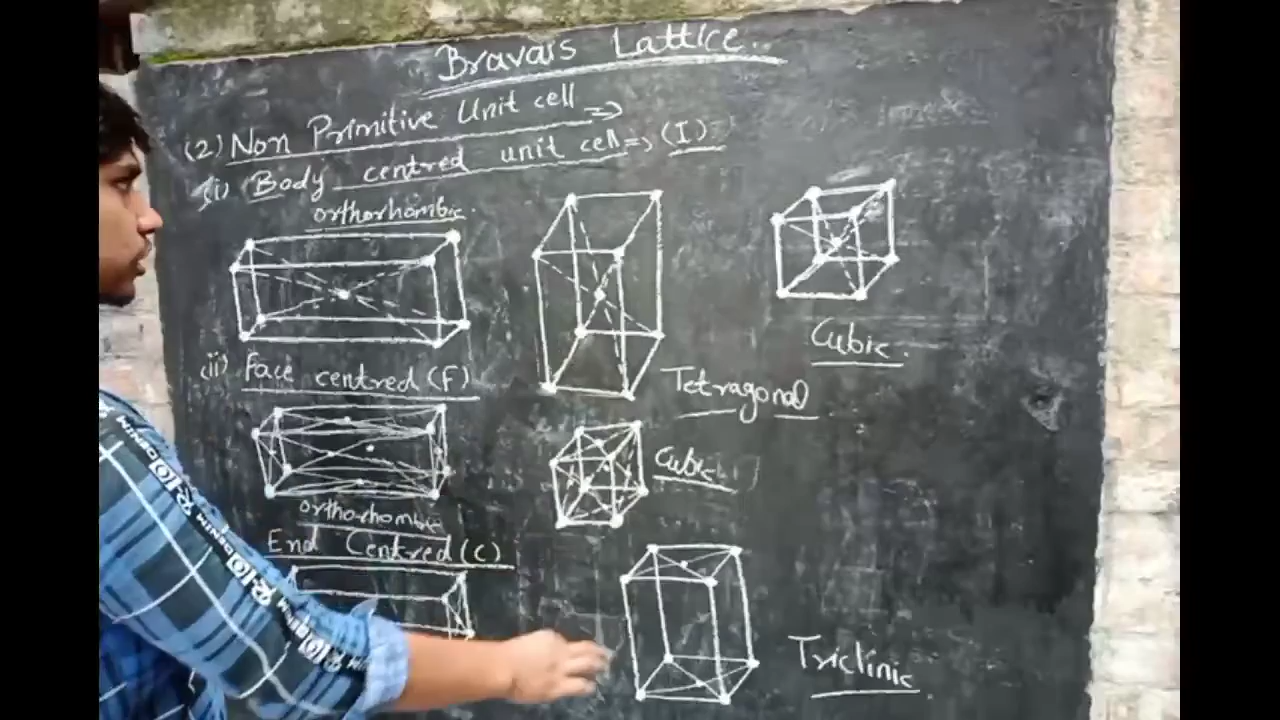 Bravais Lattice..
(2) Non Primitive Unit cell ⇒
(i) Body centred unit cell ⇒ (I)
orthorhombic.
Cubic.
(ii) Face centred (F)
Tetragonal
Cubic
orthorhombic
End Centred (C)
Triclinic
DENIM